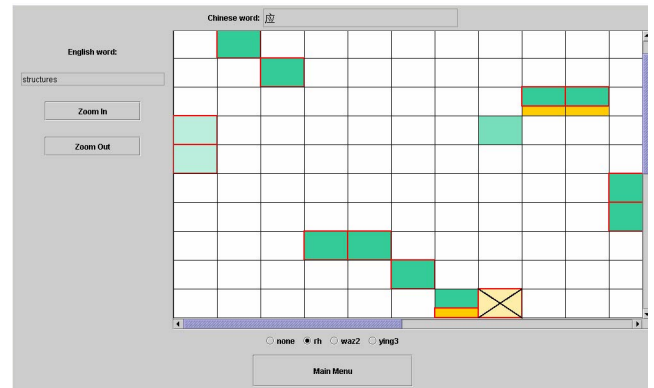 Chinese word: 应
English word:
structures
Zoom In
Zoom Out
none rh waz2 ying3
Main Menu